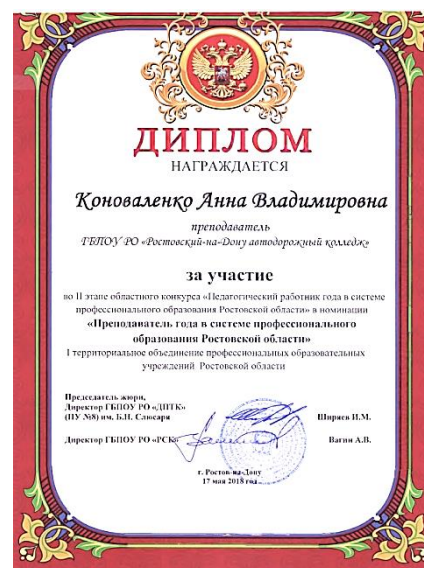 ДИПЛОМ
НАГРАЖДАЕТСЯ
Коноваленко Анна Владимировна
преподаватель
ГБПОУ РО «Ростовский-на-Дону автодорожный колледж»
за участие
во II этапе областного конкурса «Педагогический работник года в системе
профессионального образования Ростовской области» в номинации
«Преподаватель года в системе профессионального
образования Ростовской области»
I территориальное объединение профессиональных образовательных
учреждений Ростовской области
Председатель жюри,
Директор ГБПОУ РО «ДПТК»
(ПУ №8) им. Б.Н. Слюсаря Ширяев И.М.
Директор ГБПОУ РО «РСК» Вагин А.В.
г. Ростов-на-Дону
17 мая 2018 год